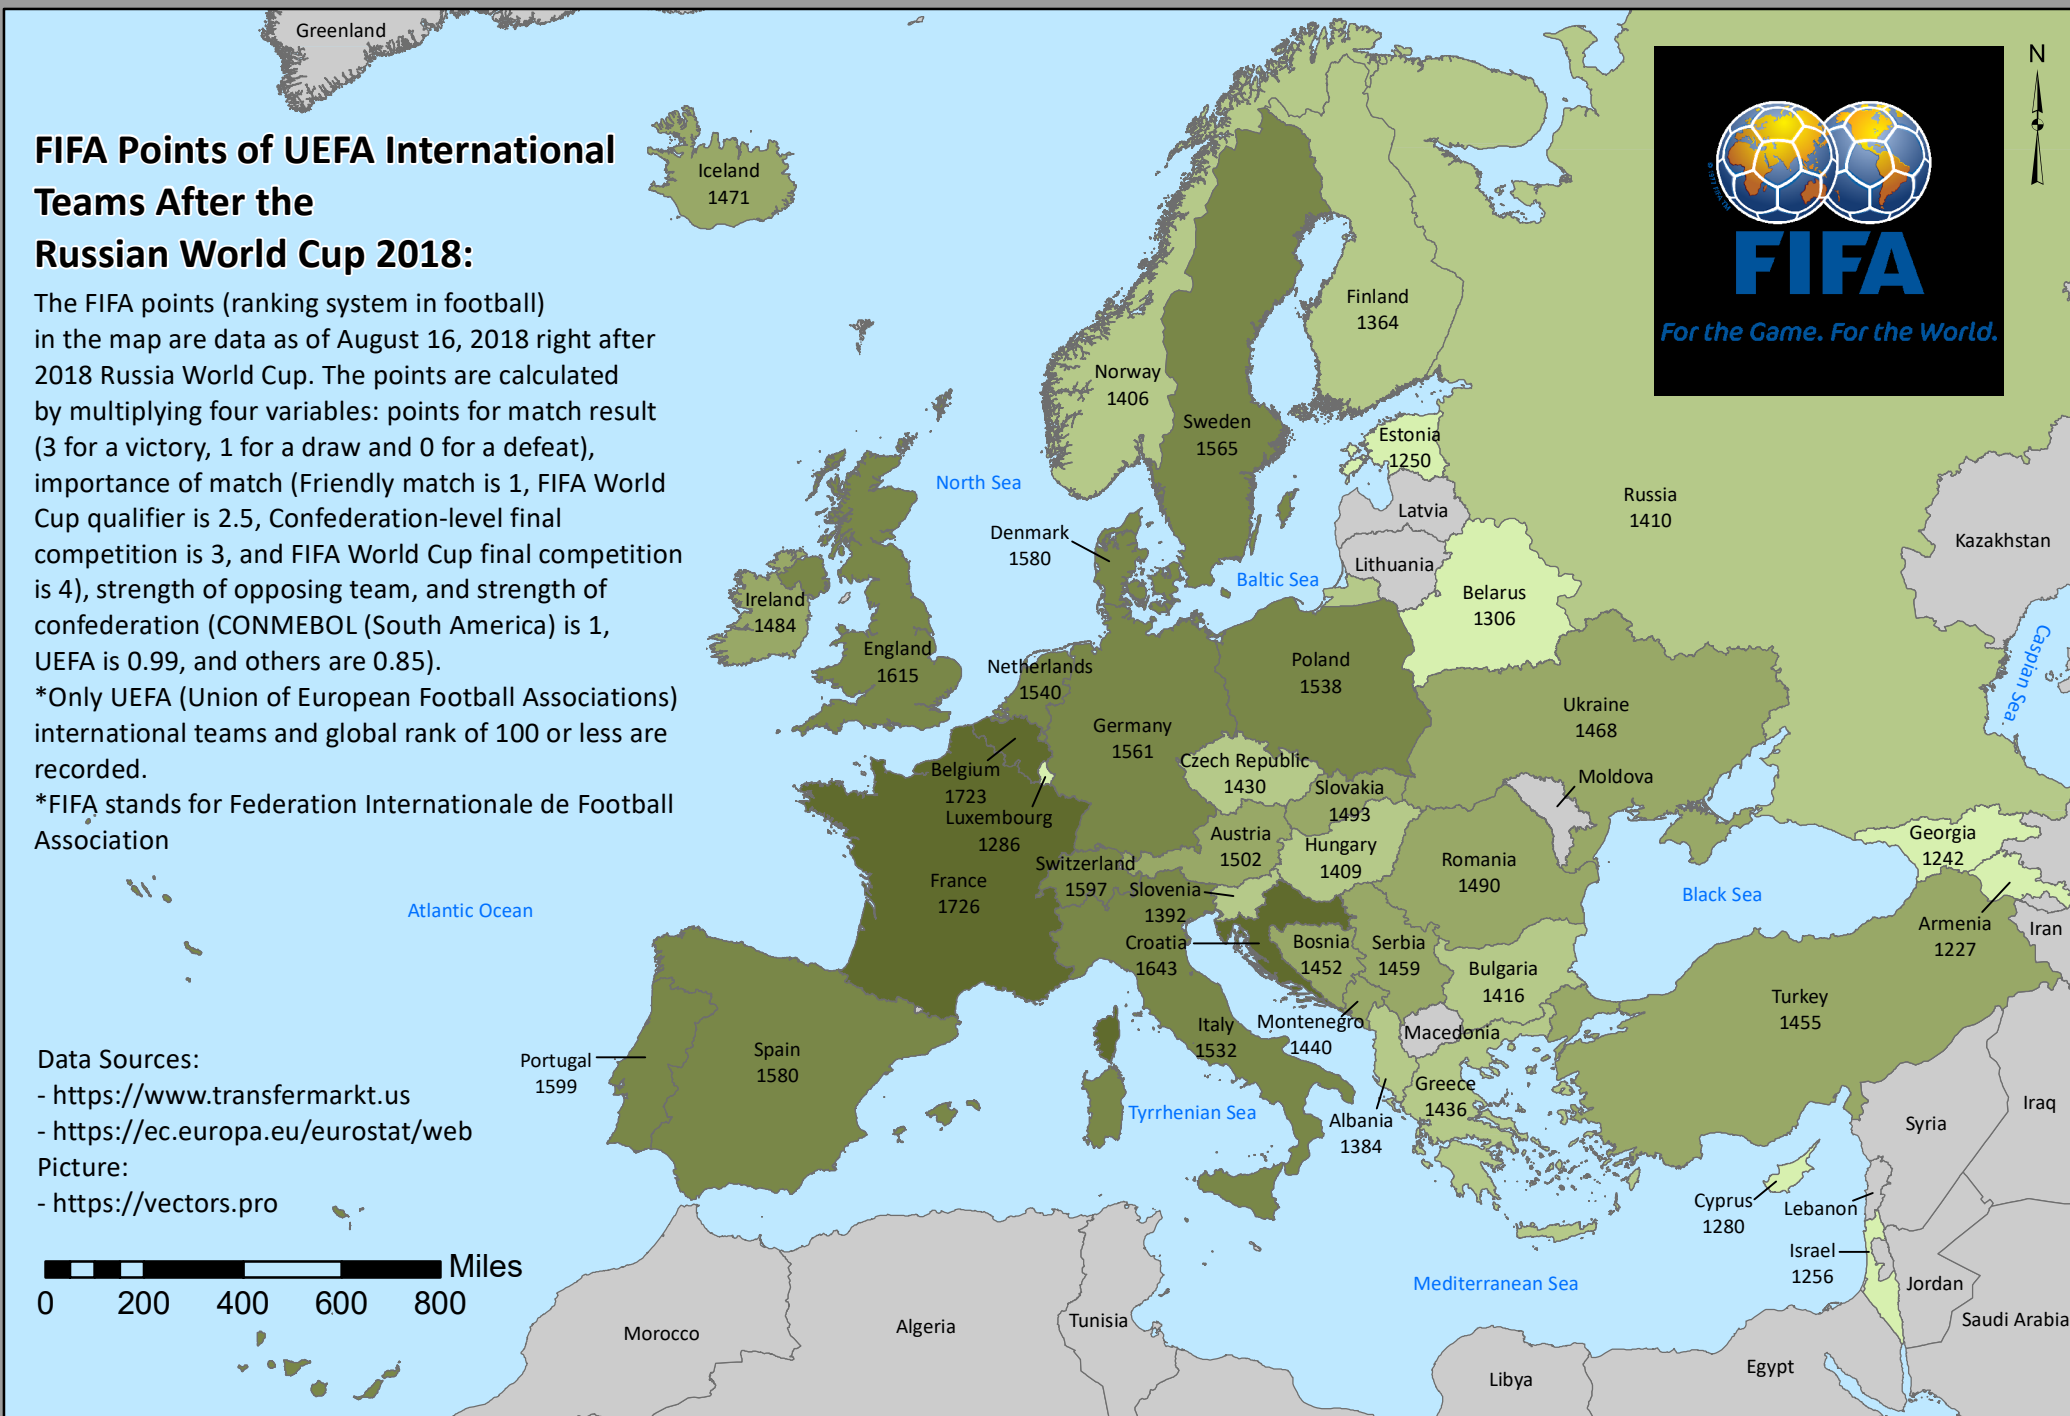 Greenland
FIFA Points of UEFA International
Teams After the
Russian World Cup 2018:
The FIFA points (ranking system in football)
in the map are data as of August 16, 2018 right after
2018 Russia World Cup. The points are calculated
by multiplying four variables: points for match result
(3 for a victory, 1 for a draw and 0 for a defeat),
importance of match (Friendly match is 1, FIFA World
Cup qualifier is 2.5, Confederation-level final
competition is 3, and FIFA World Cup final competition
is 4), strength of opposing team, and strength of
confederation (CONMEBOL (South America) is 1,
UEFA is 0.99, and others are 0.85).
*Only UEFA (Union of European Football Associations)
international teams and global rank of 100 or less are
recorded.
*FIFA stands for Federation Internationale de Football
Association
Data Sources:
- https://www.transfermarkt.us
- https://ec.europa.eu/eurostat/web
Picture:
- https://vectors.pro
Miles
0 200 400 600 800
N
FIFA
For the Game. For the World.
Iceland
1471
Finland
1364
Norway
1406
Sweden
1565
Estonia
1250
North Sea
Russia
1410
Latvia
Denmark
1580
Kazakhstan
Lithuania
Baltic Sea
Belarus
1306
Ireland
1484
England
1615
Netherlands
1540
Poland
1538
Caspian Sea
Ukraine
1468
Germany
1561
Czech Republic
1430
Belgium
1723
Moldova
Slovakia
1493
Luxembourg
1286
Austria
1502
Georgia
1242
Hungary
1409
Switzerland
1597
Romania
1490
France
1726
Slovenia
1392
Black Sea
Atlantic Ocean
Armenia
1227
Iran
Croatia
1643
Bosnia
1452
Serbia
1459
Bulgaria
1416
Turkey
1455
Italy
1532
Montenegro
1440
Macedonia
Spain
1580
Portugal
1599
Greece
1436
Iraq
Tyrrhenian Sea
Albania
1384
Syria
Cyprus
1280
Lebanon
Israel
1256
Mediterranean Sea
Jordan
Saudi Arabia
Morocco
Algeria
Tunisia
Egypt
Libya